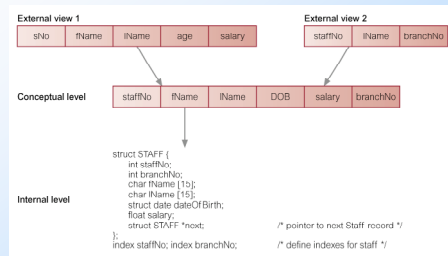 External view 1 External view 2
sNo fName lName age salary staffNo lName branchNo
Conceptual level staffNo fName lName DOB salary branchNo
struct STAFF {
int staffNo;
int branchNo;
char fName [15];
char lName [15];
struct date dateOfBirth;
Internal level float salary;
struct STAFF *next; /* pointer to next Staff record */
};
index staffNo; index branchNo; /* define indexes for staff */